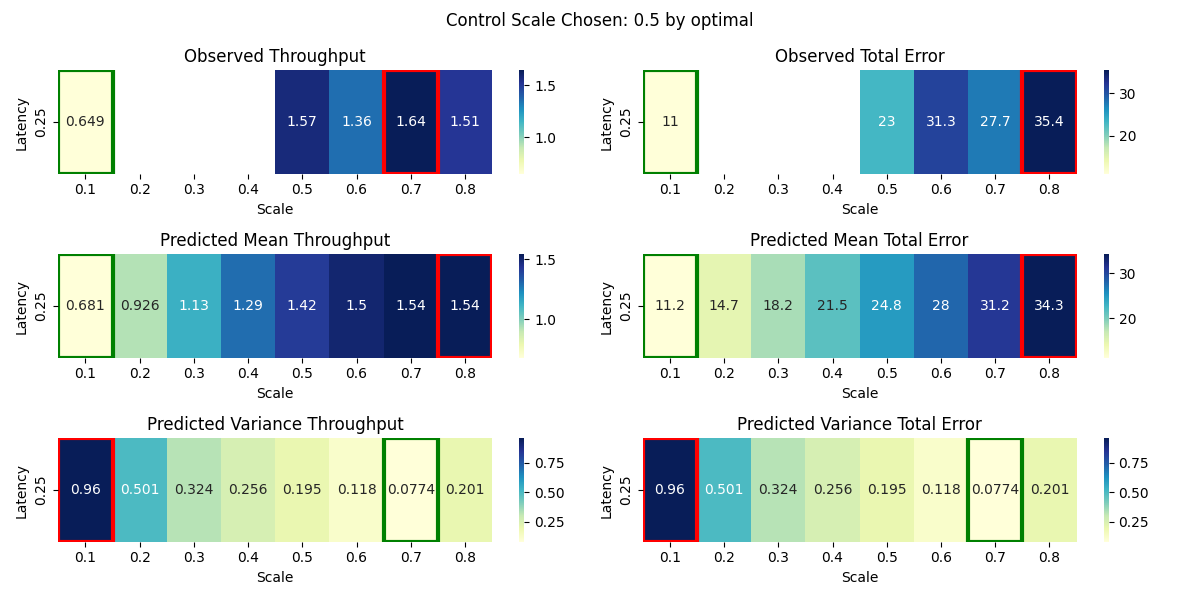 Control Scale Chosen: 0.5 by optimal
Observed Throughput
Latency
0.25
0.649 1.57 1.36 1.64 1.51
0.1 0.2 0.3 0.4 0.5 0.6 0.7 0.8
Scale
1.5
1.0
Observed Total Error
Latency
0.25
11 23 31.3 27.7 35.4
0.1 0.2 0.3 0.4 0.5 0.6 0.7 0.8
Scale
30
20
Predicted Mean Throughput
Latency
0.25
0.681 0.926 1.13 1.29 1.42 1.5 1.54 1.54
0.1 0.2 0.3 0.4 0.5 0.6 0.7 0.8
Scale
1.5
1.0
Predicted Mean Total Error
Latency
0.25
11.2 14.7 18.2 21.5 24.8 28 31.2 34.3
0.1 0.2 0.3 0.4 0.5 0.6 0.7 0.8
Scale
30
20
Predicted Variance Throughput
Latency
0.25
0.96 0.501 0.324 0.256 0.195 0.118 0.0774 0.201
0.1 0.2 0.3 0.4 0.5 0.6 0.7 0.8
Scale
0.75
0.50
0.25
Predicted Variance Total Error
Latency
0.25
0.96 0.501 0.324 0.256 0.195 0.118 0.0774 0.201
0.1 0.2 0.3 0.4 0.5 0.6 0.7 0.8
Scale
0.75
0.50
0.25